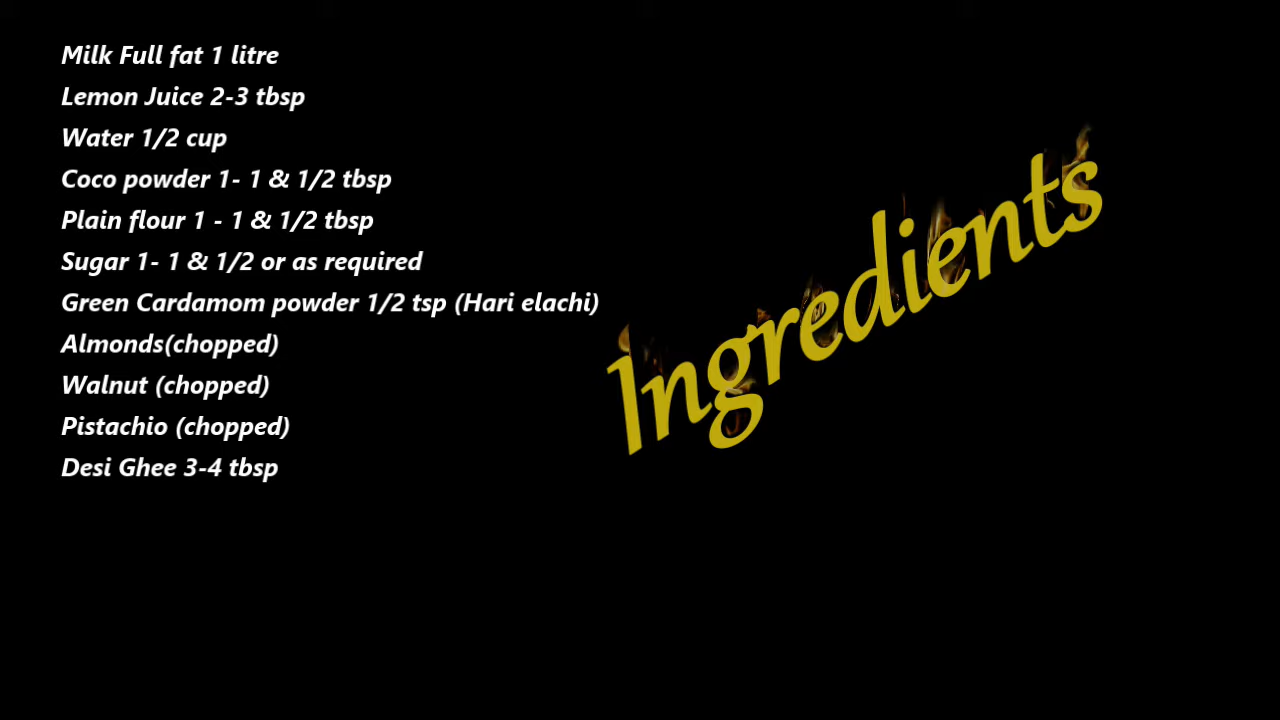 Milk Full fat 1 litre
Lemon Juice 2-3 tbsp
Water 1/2 cup
Coco powder 1- 1 & 1/2 tbsp
Plain flour 1 - 1 & 1/2 tbsp
Sugar 1- 1 & 1/2 or as required
Green Cardamom powder 1/2 tsp (Hari elachi)
Almonds(chopped)
Walnut (chopped)
Pistachio (chopped)
Desi Ghee 3-4 tbsp
Ingredients